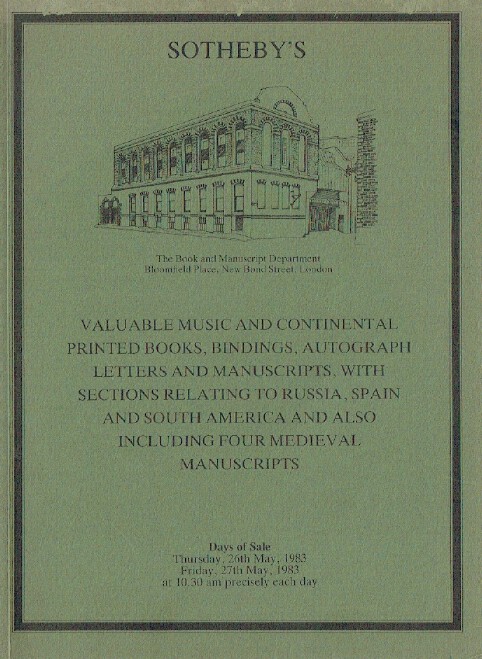 SOTHEBY'S
The Book and Manuscript Department
Bloomfield Place, New Bond Street, London
VALUABLE MUSIC AND CONTINENTAL
PRINTED BOOKS, BINDINGS, AUTOGRAPH
LETTERS AND MANUSCRIPTS, WITH
SECTIONS RELATING TO RUSSIA, SPAIN
AND SOUTH AMERICA AND ALSO
INCLUDING FOUR MEDIEVAL
MANUSCRIPTS
Days of Sale
Thursday, 26th May, 1983
Friday, 27th May, 1983
at 10.30 am precisely each day